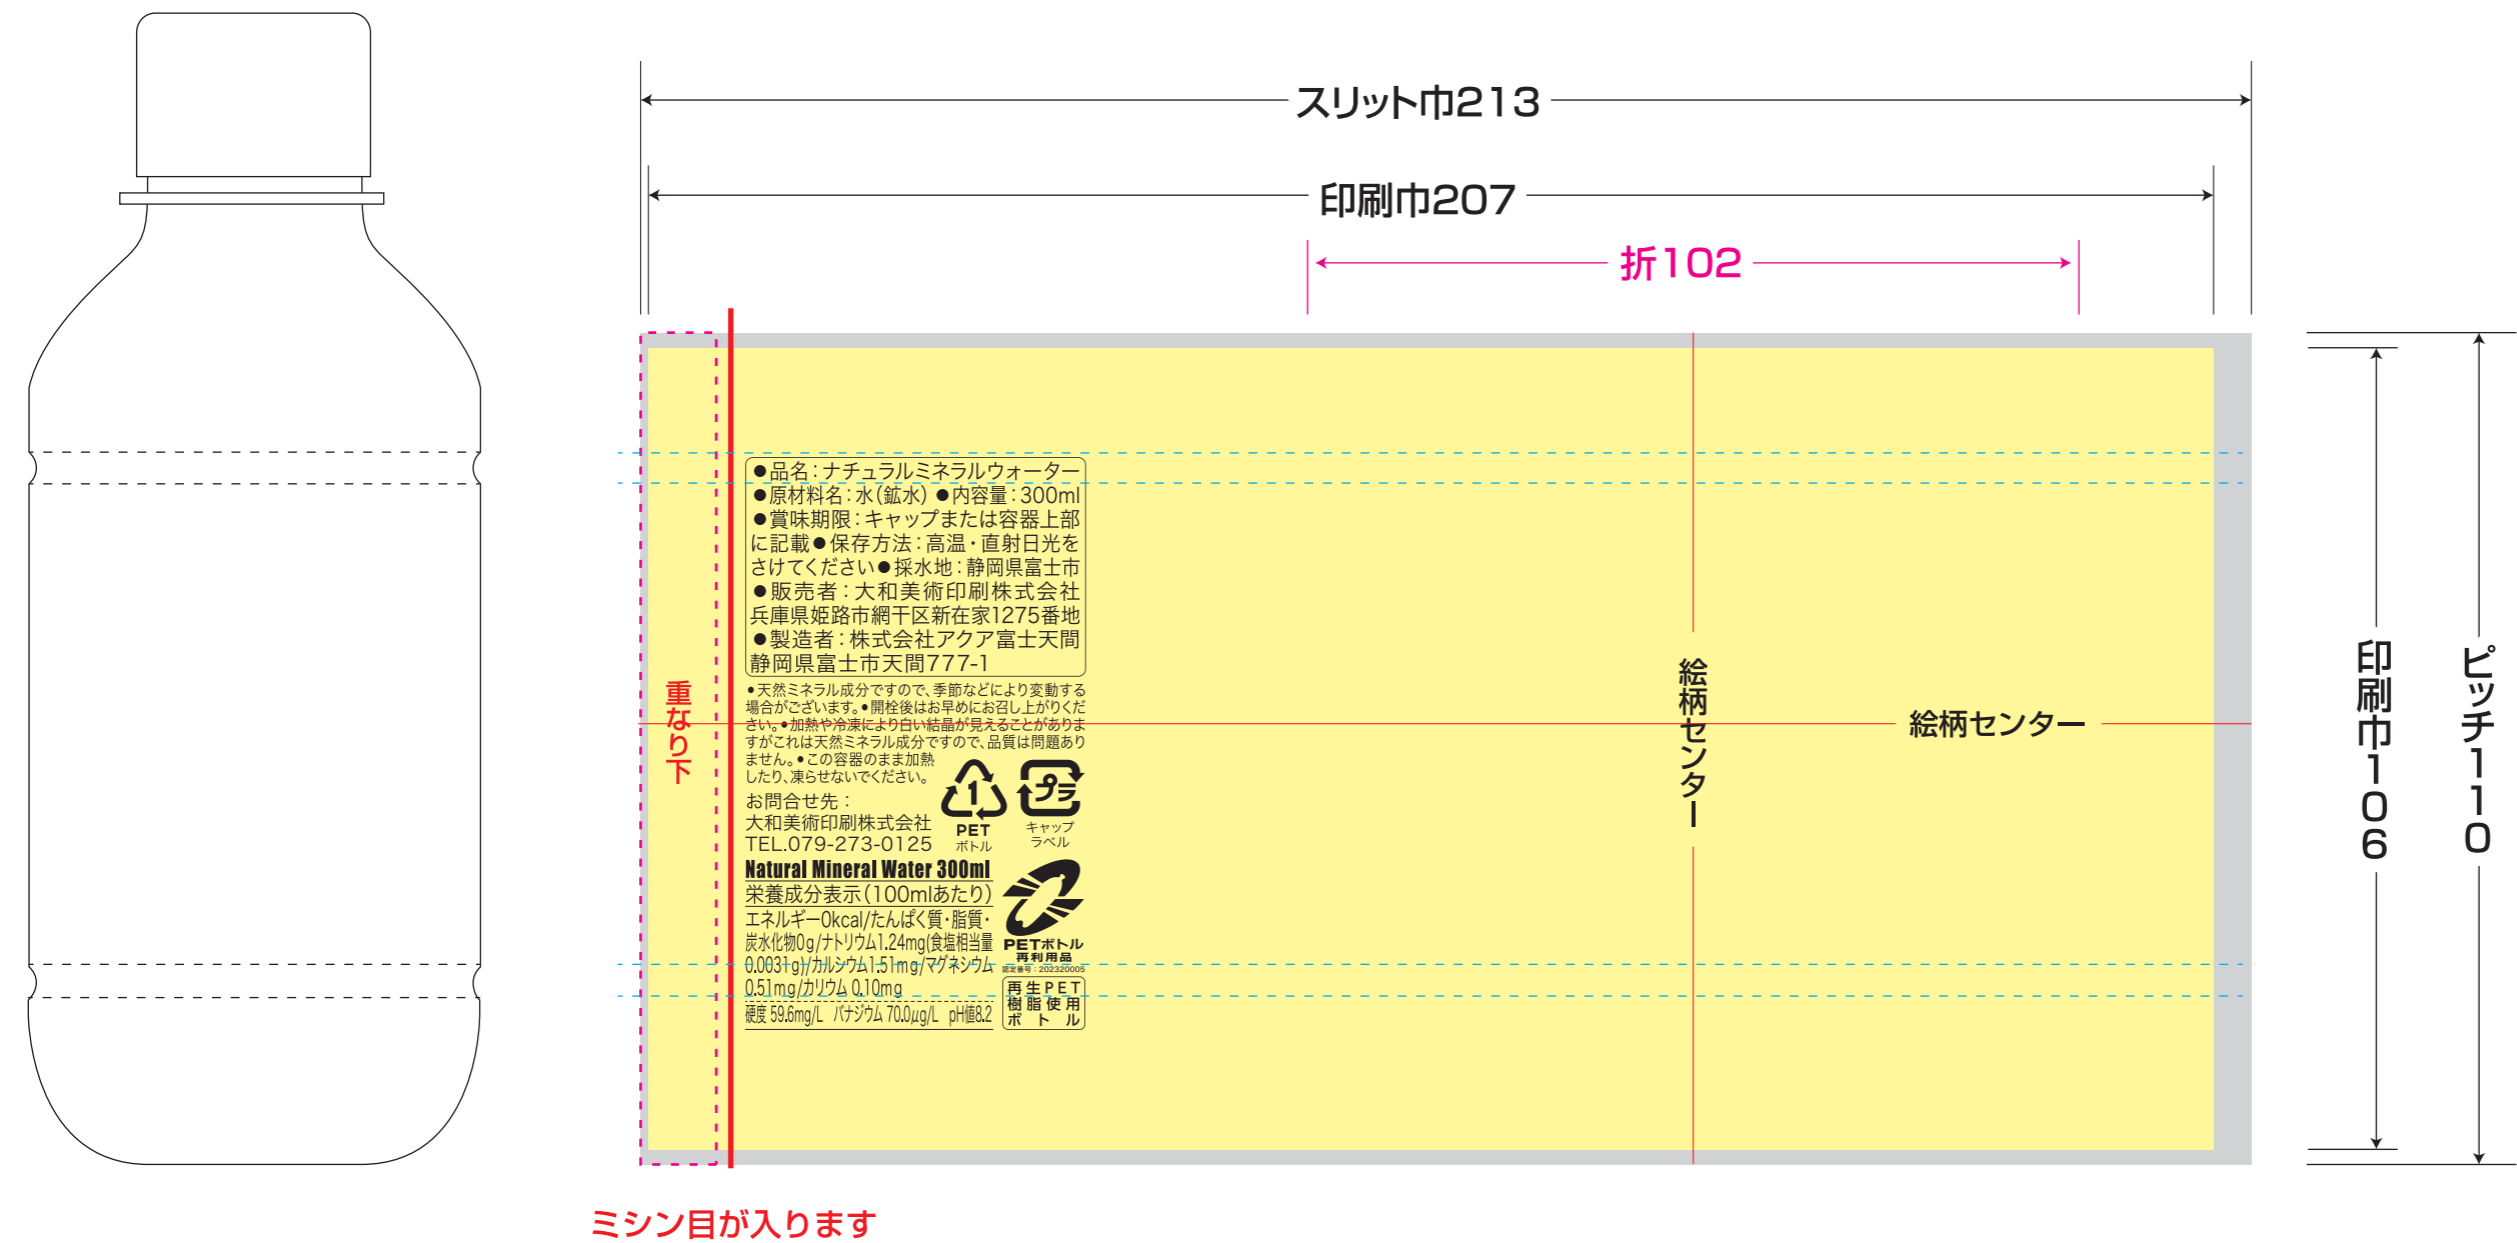 スリット巾213
印刷巾207
折102
●品名：ナチュラルミネラルウォーター
●原材料名：水（鉱水）●内容量：300ml
●賞味期限：キャップまたは容器上部
に記載●保存方法：高温・直射日光を
さけてください●採水地：静岡県富士市
●販売者：大和美術印刷株式会社
兵庫県姫路市網干区新在家1275番地
●製造者：株式会社アクア富士天間
静岡県富士市天間777-1
●天然ミネラル成分ですので、季節などにより変動する
場合がございます。●開栓後はお早めにお召し上がりくだ
さい。●加熱や冷凍により白い結晶が見えることがありま
すがこれは天然ミネラル成分ですので、品質は問題あり
ません。●この容器のまま加熱
したり、凍らせないでください。
お問合せ先：
大和美術印刷株式会社
TEL.079-273-0125
1
PET
ボトル
プラ
キャップ
ラベル
Natural Mineral Water 300ml
栄養成分表示（100mlあたり）
エネルギー0kcal/たんぱく質・脂質・
炭水化物0g/ナトリウム1.24mg(食塩相当量
0.0031g)/カルシウム1.51mg/マグネシウム
0.51mg/カリウム 0.10mg
硬度 59.6mg/L バナジウム 70.0μg/L pH値8.2
PETボトル
再利用品
認定番号：202320005
再生PET
樹脂使用
ボトル
重なり下
絵柄センター
絵柄センター
印刷巾106
ピッチ110
ミシン目が入ります